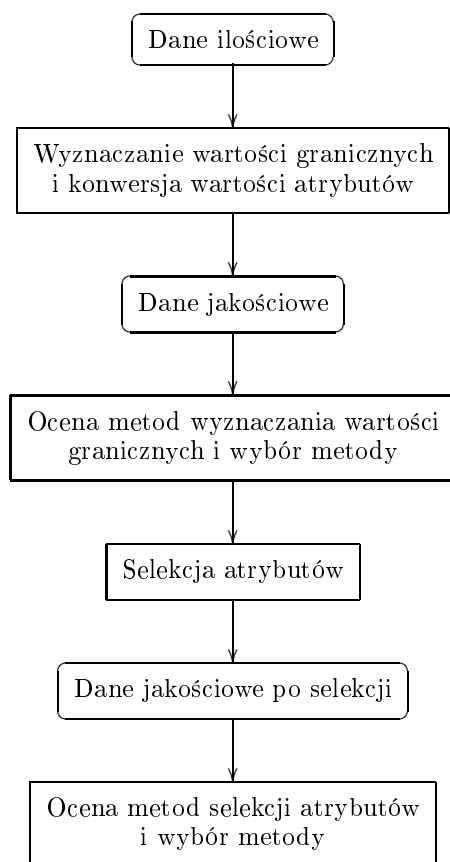 Dane ilościowe
Wyznaczanie wartości granicznych
i konwersja wartości atrybutów
Dane jakościowe
Ocena metod wyznaczania wartości
granicznych i wybór metody
Selekcja atrybutów
Dane jakościowe po selekcji
Ocena metod selekcji atrybutów
i wybór metody